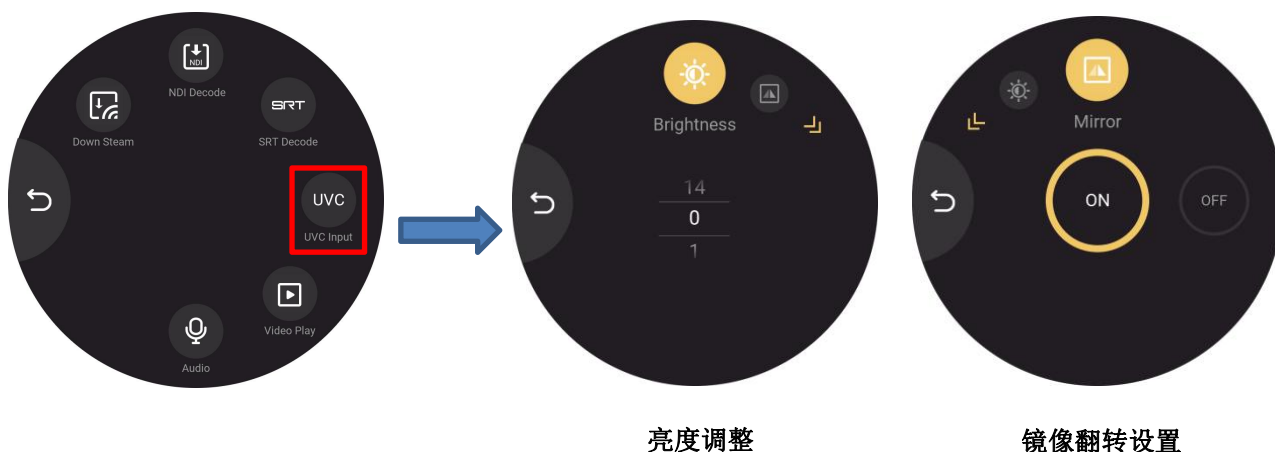 NDI
NDI Decode
Down Steam
SRT
SRT Decode
UVC
UVC Input
Video Play
Audio
Brightness
14
0
1
亮度调整
Mirror
ON
OFF
镜像翻转设置